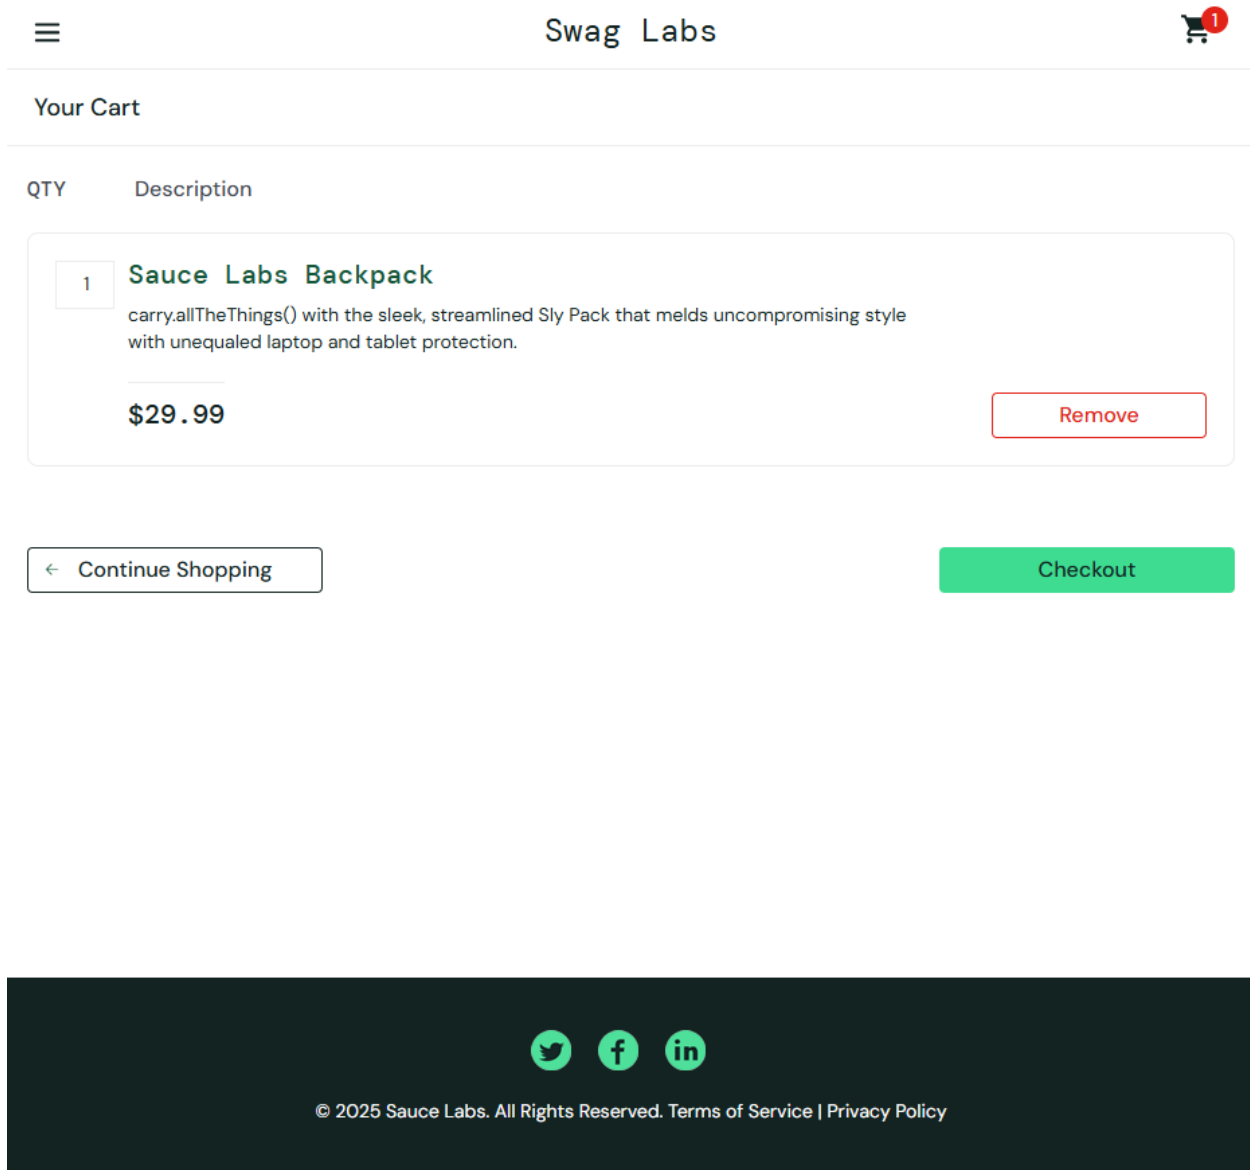 Swag Labs
1
Your Cart
QTY Description
1
Sauce Labs Backpack
carry.allTheThings() with the sleek, streamlined Sly Pack that melds uncompromising style
with unequaled laptop and tablet protection.
$29.99
Remove
Continue Shopping
Checkout
© 2025 Sauce Labs. All Rights Reserved. Terms of Service | Privacy Policy